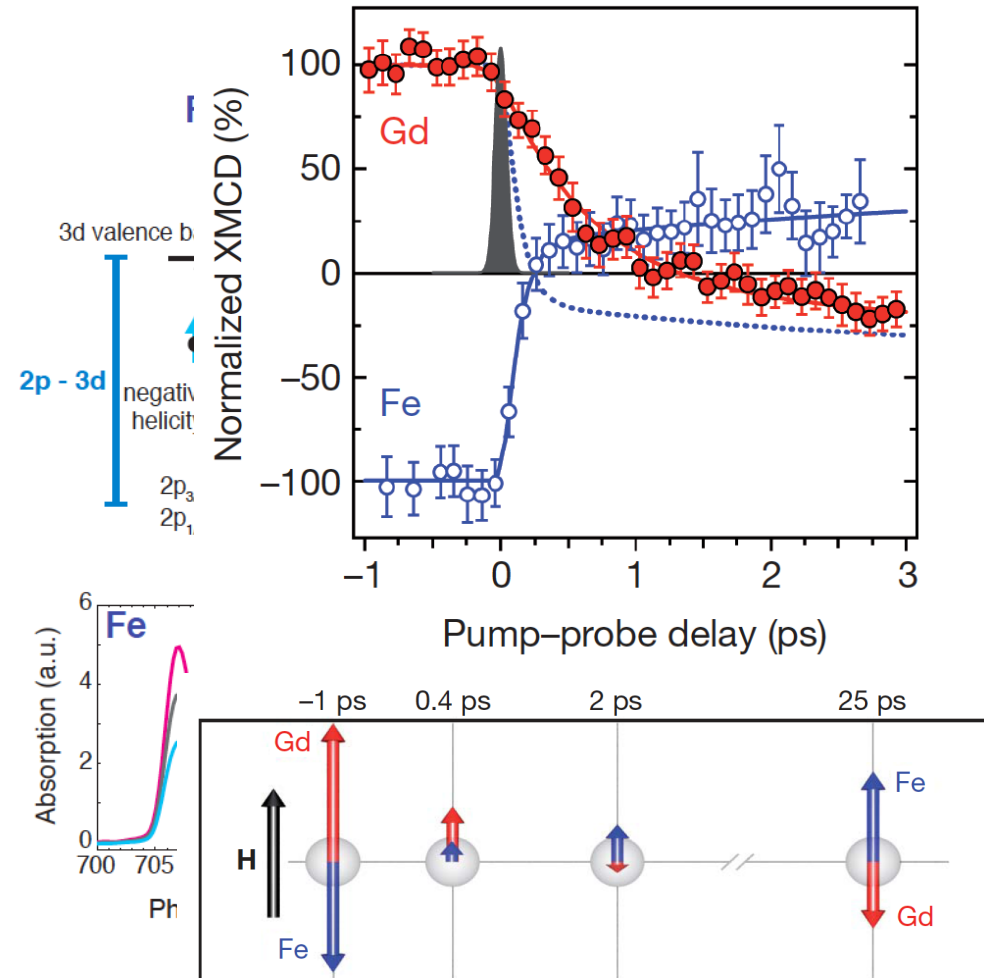 Normalized XMCD (%)
100
50
0
−50
−100
Gd
Fe
−1
0
1
2
3
Pump–probe delay (ps)
3d valence
2p - 3d
2p
2p
Fe
Absorption (a.u.)
6
4
2
0
700
705
−1 ps
0.4 ps
2 ps
25 ps
Gd
Fe
H
Fe
Gd